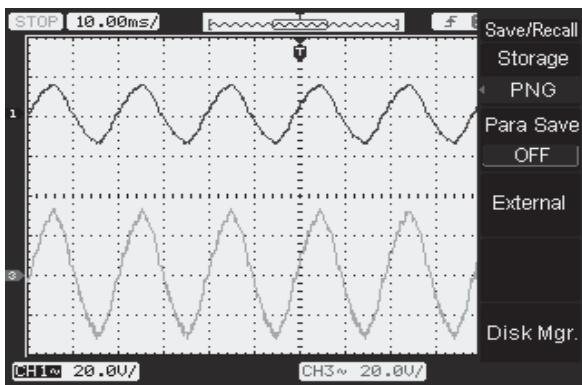 STOP 10.00ms/
T
Save/Recall
Storage
PNG
Para Save
OFF
External
Disk Mgr.
1
3
CH1~ 20.0V/
CH3~ 20.0V/